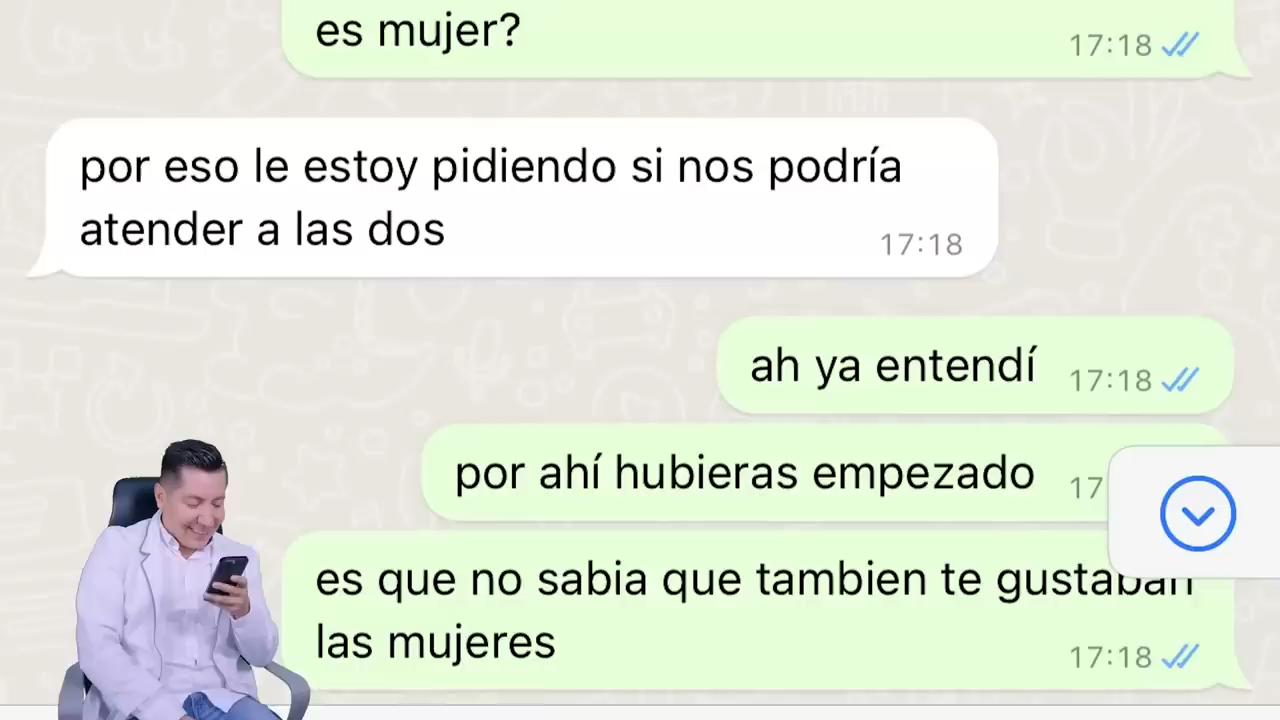 es mujer?
17:18
por eso le estoy pidiendo si nos podría
atender a las dos
17:18
ah ya entendí 17:18
por ahí hubieras empezado 17
es que no sabia que tambien te gustaban
las mujeres
17:18